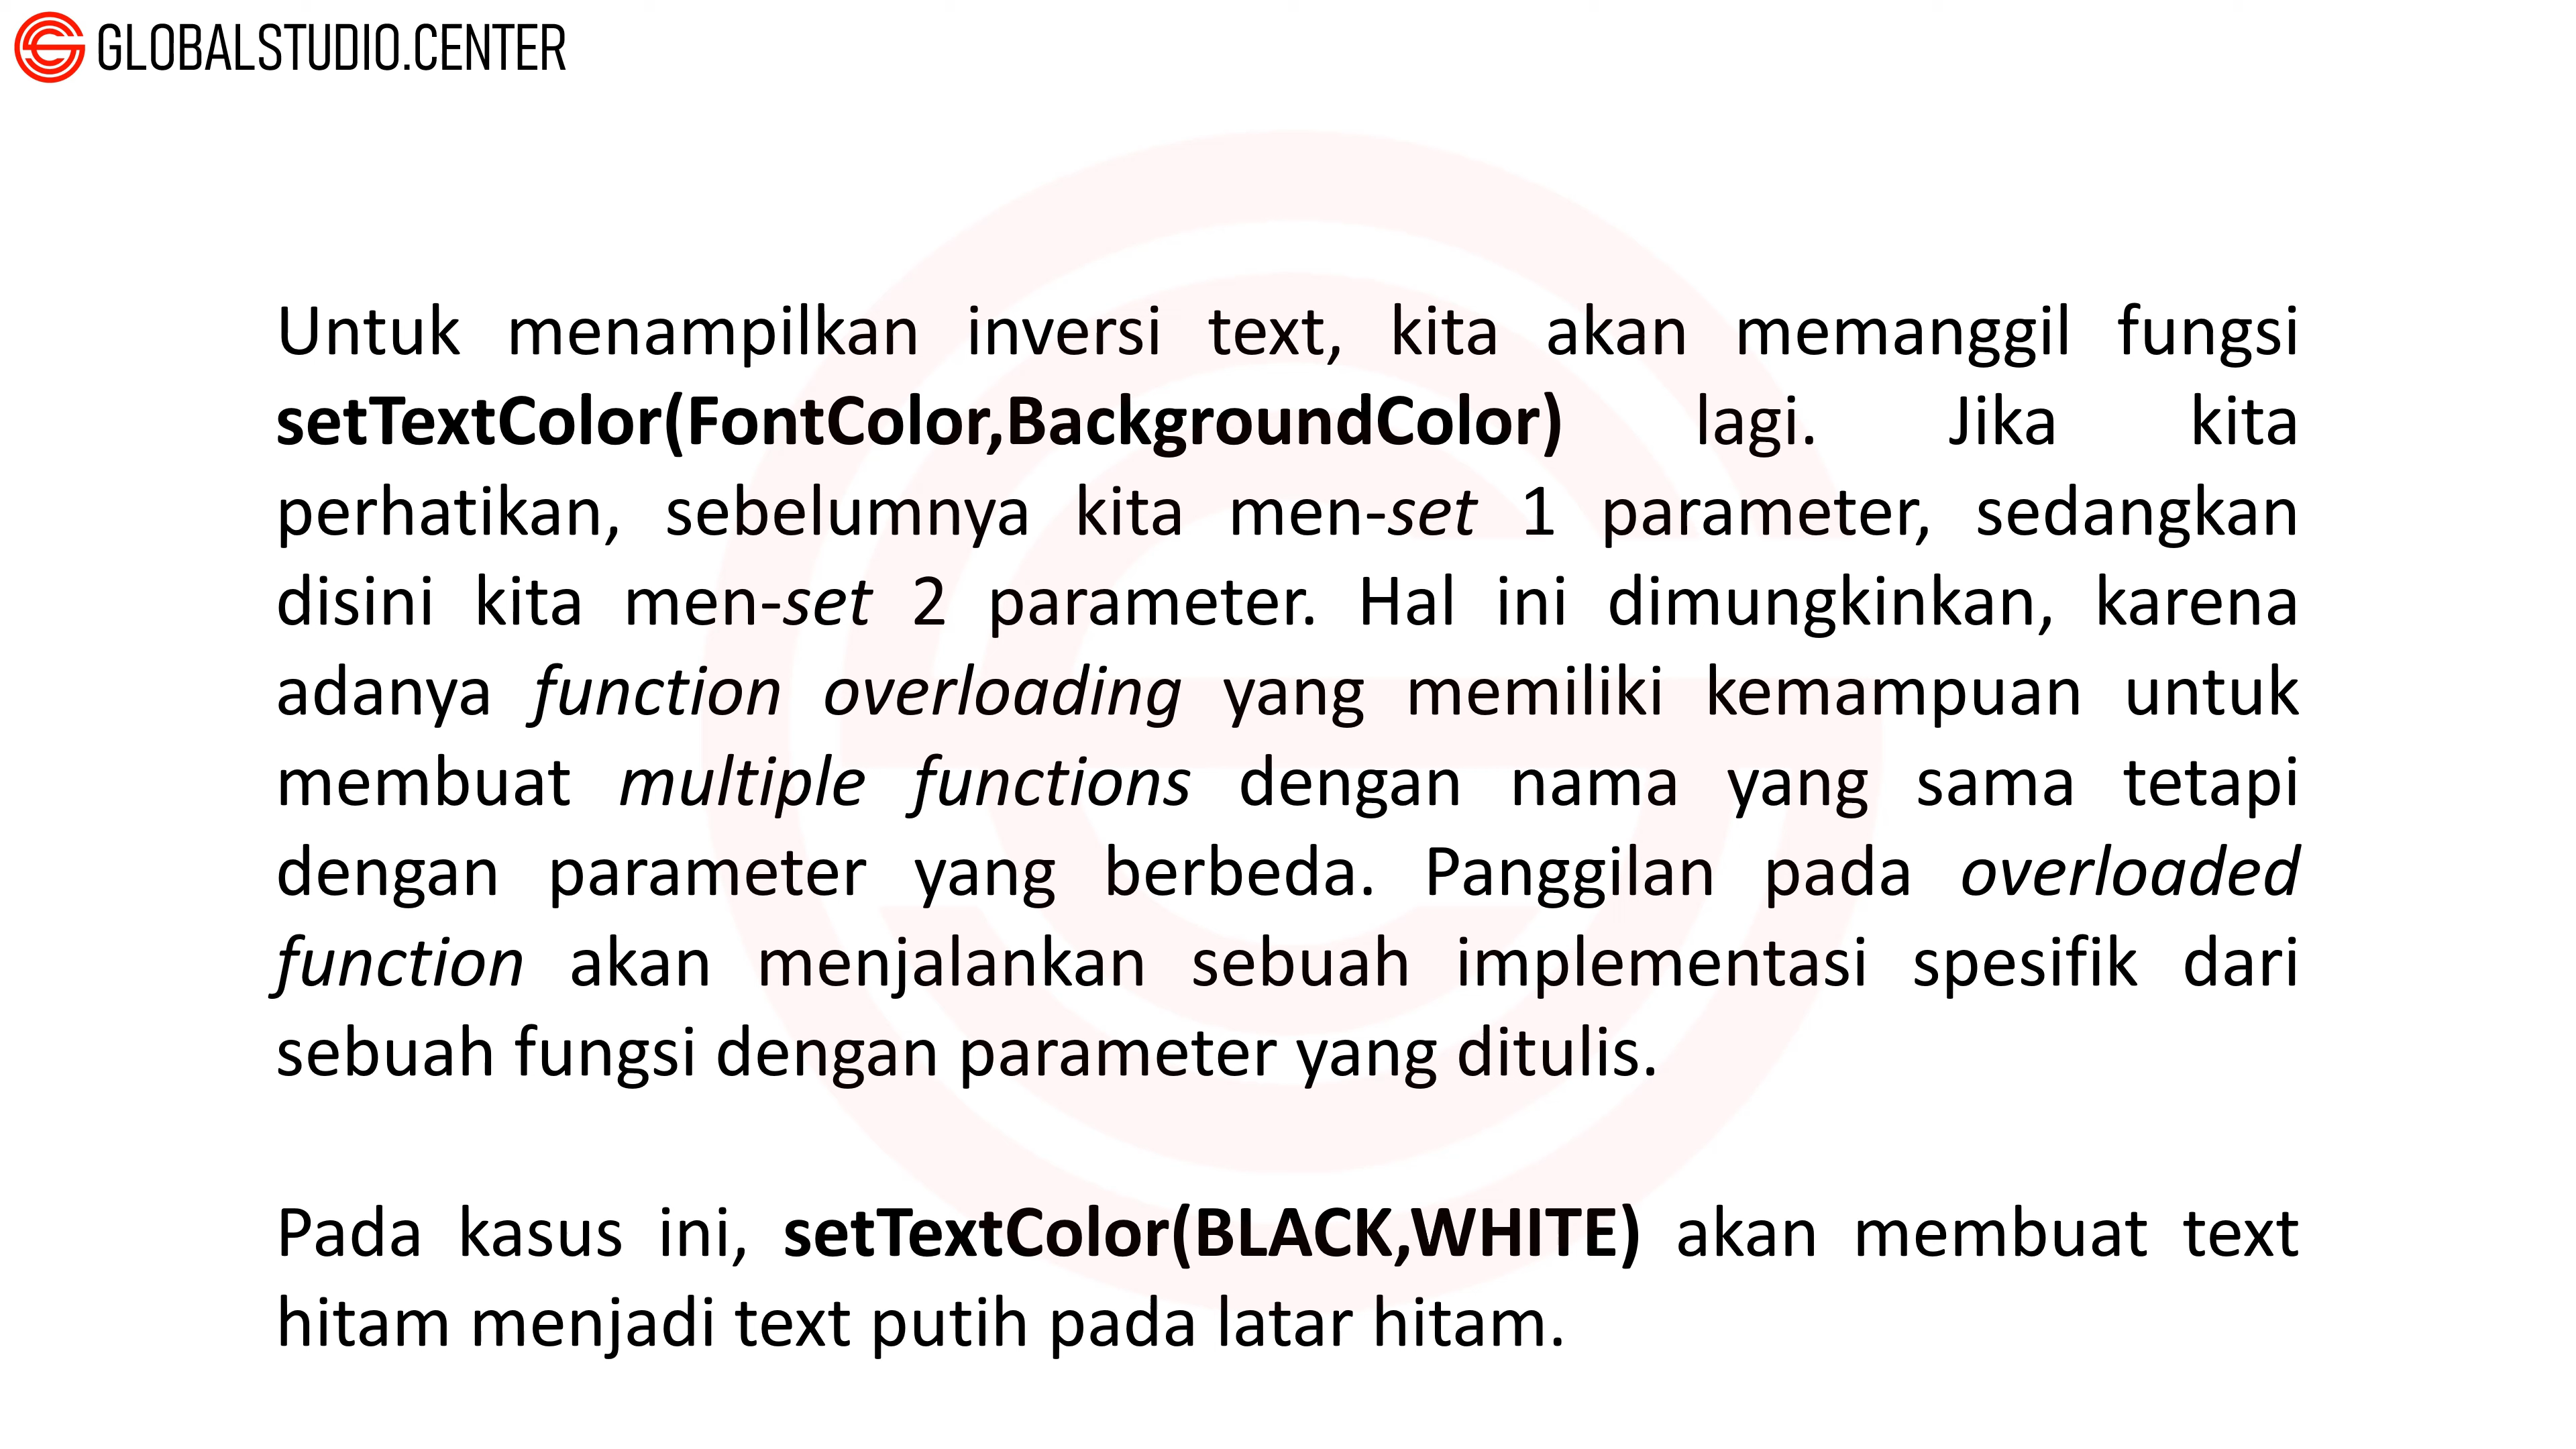 GLOBALSTUDIO.CENTER
Untuk menampilkan inversi text, kita akan memanggil fungsi
setTextColor(FontColor,BackgroundColor) lagi. Jika kita
perhatikan, sebelumnya kita men-set 1 parameter, sedangkan
disini kita men-set 2 parameter. Hal ini dimungkinkan, karena
adanya function overloading yang memiliki kemampuan untuk
membuat multiple functions dengan nama yang sama tetapi
dengan parameter yang berbeda. Panggilan pada overloaded
function akan menjalankan sebuah implementasi spesifik dari
sebuah fungsi dengan parameter yang ditulis.
Pada kasus ini, setTextColor(BLACK,WHITE) akan membuat text
hitam menjadi text putih pada latar hitam.